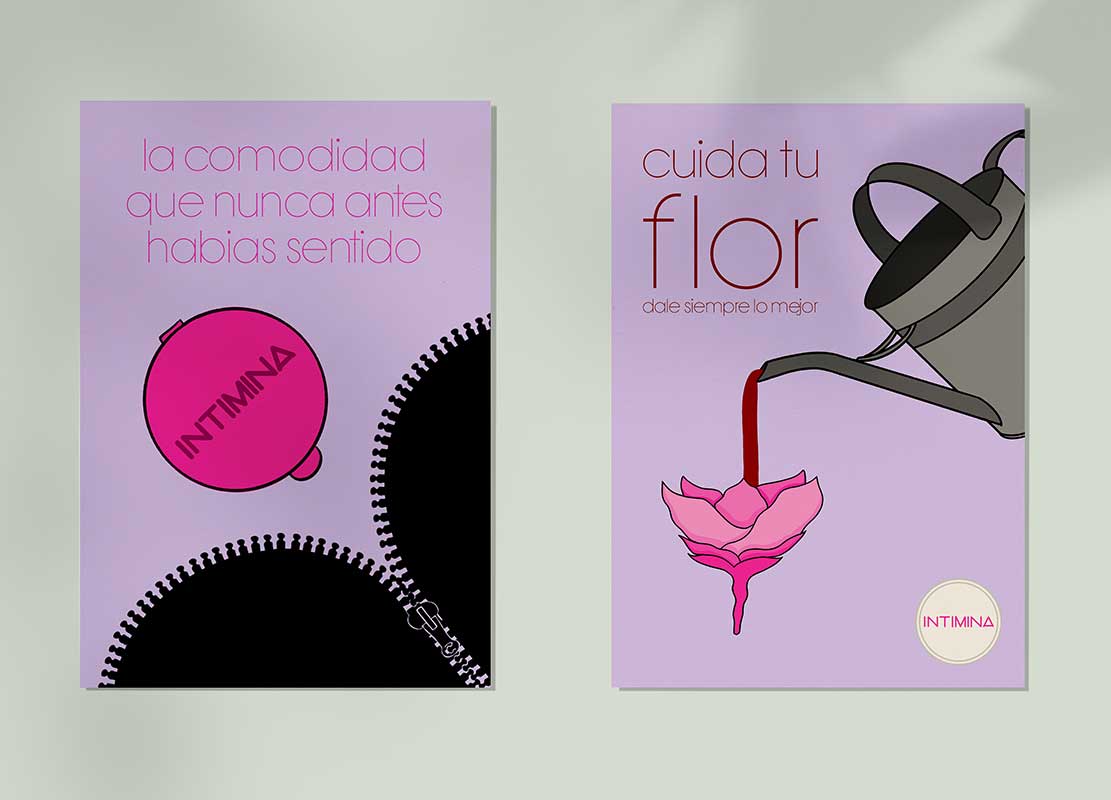 la comodidad
que nunca antes
habias sentido
INTIMINA
cuida tu
flor
dale siempre lo mejor
INTIMINA